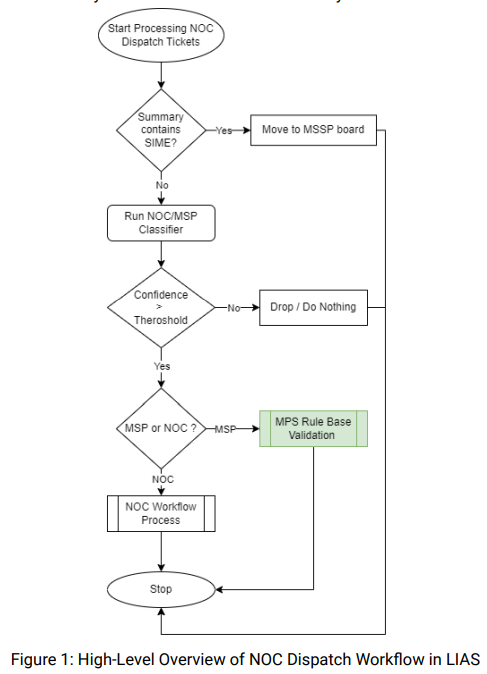 Start Processing NOC
Dispatch Tickets
Summary
contains
SIME?
Yes
Move to MSSP board
No
Run NOC/MSP
Classifier
Confidence
>
Theroshold
No
Drop / Do Nothing
Yes
MSP or NOC ?
MSP
MPS Rule Base
Validation
NOC
NOC Workflow
Process
Stop
Figure 1: High-Level Overview of NOC Dispatch Workflow in LIAS